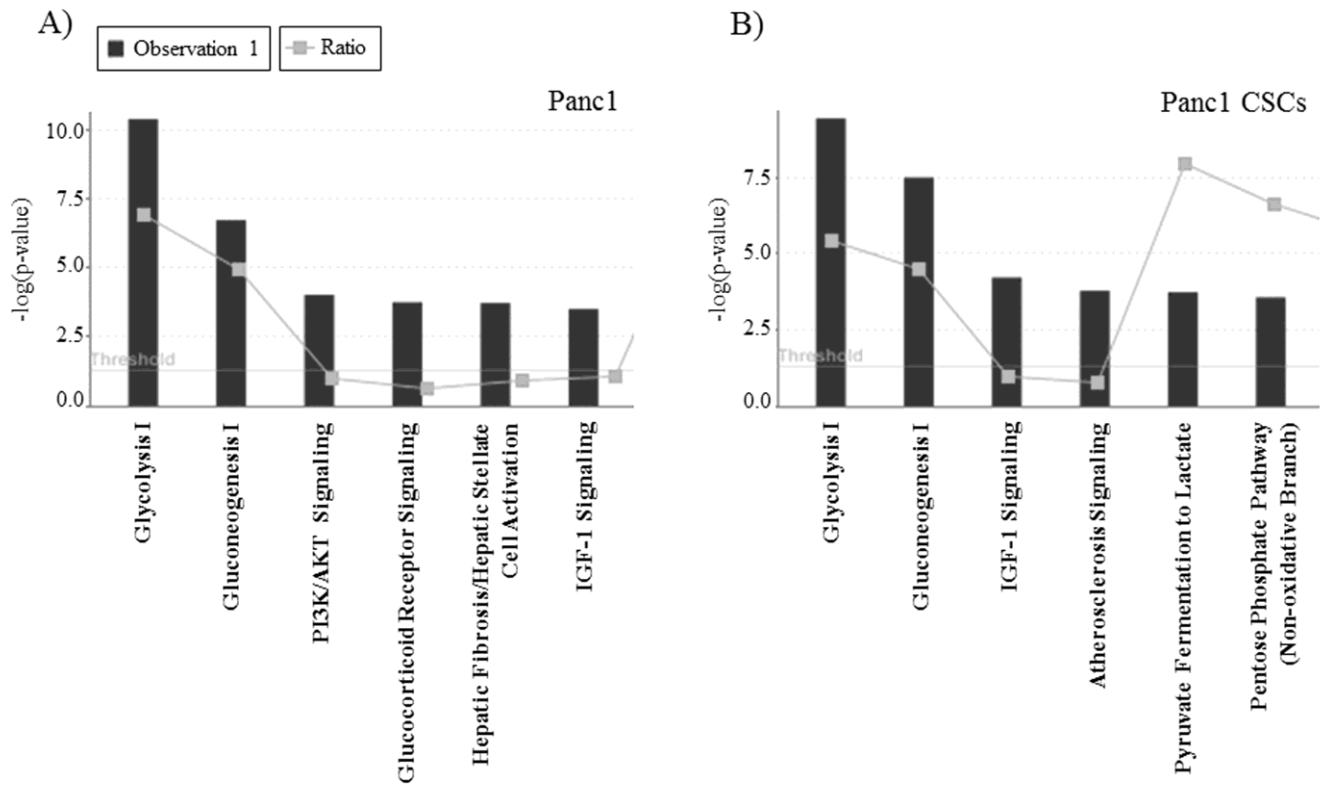 A)
Observation 1
Ratio
Panc1
-log(p-value)
10.0
7.5
5.0
2.5
0.0
Threshold
Glycolysis I
Gluconeogenesis I
PI3K/AKT Signaling
Glucocorticoid Receptor Signaling
Hepatic Fibrosis/Hepatic Stellate
Cell Activation
IGF-1 Signaling
B)
Panc1 CSCs
-log(p-value)
7.5
5.0
2.5
0.0
Threshold
Glycolysis I
Gluconeogenesis I
IGF-1 Signaling
Atherosclerosis Signaling
Pyruvate Fermentation to Lactate
Pentose Phosphate Pathway
(Non-oxidative Branch)